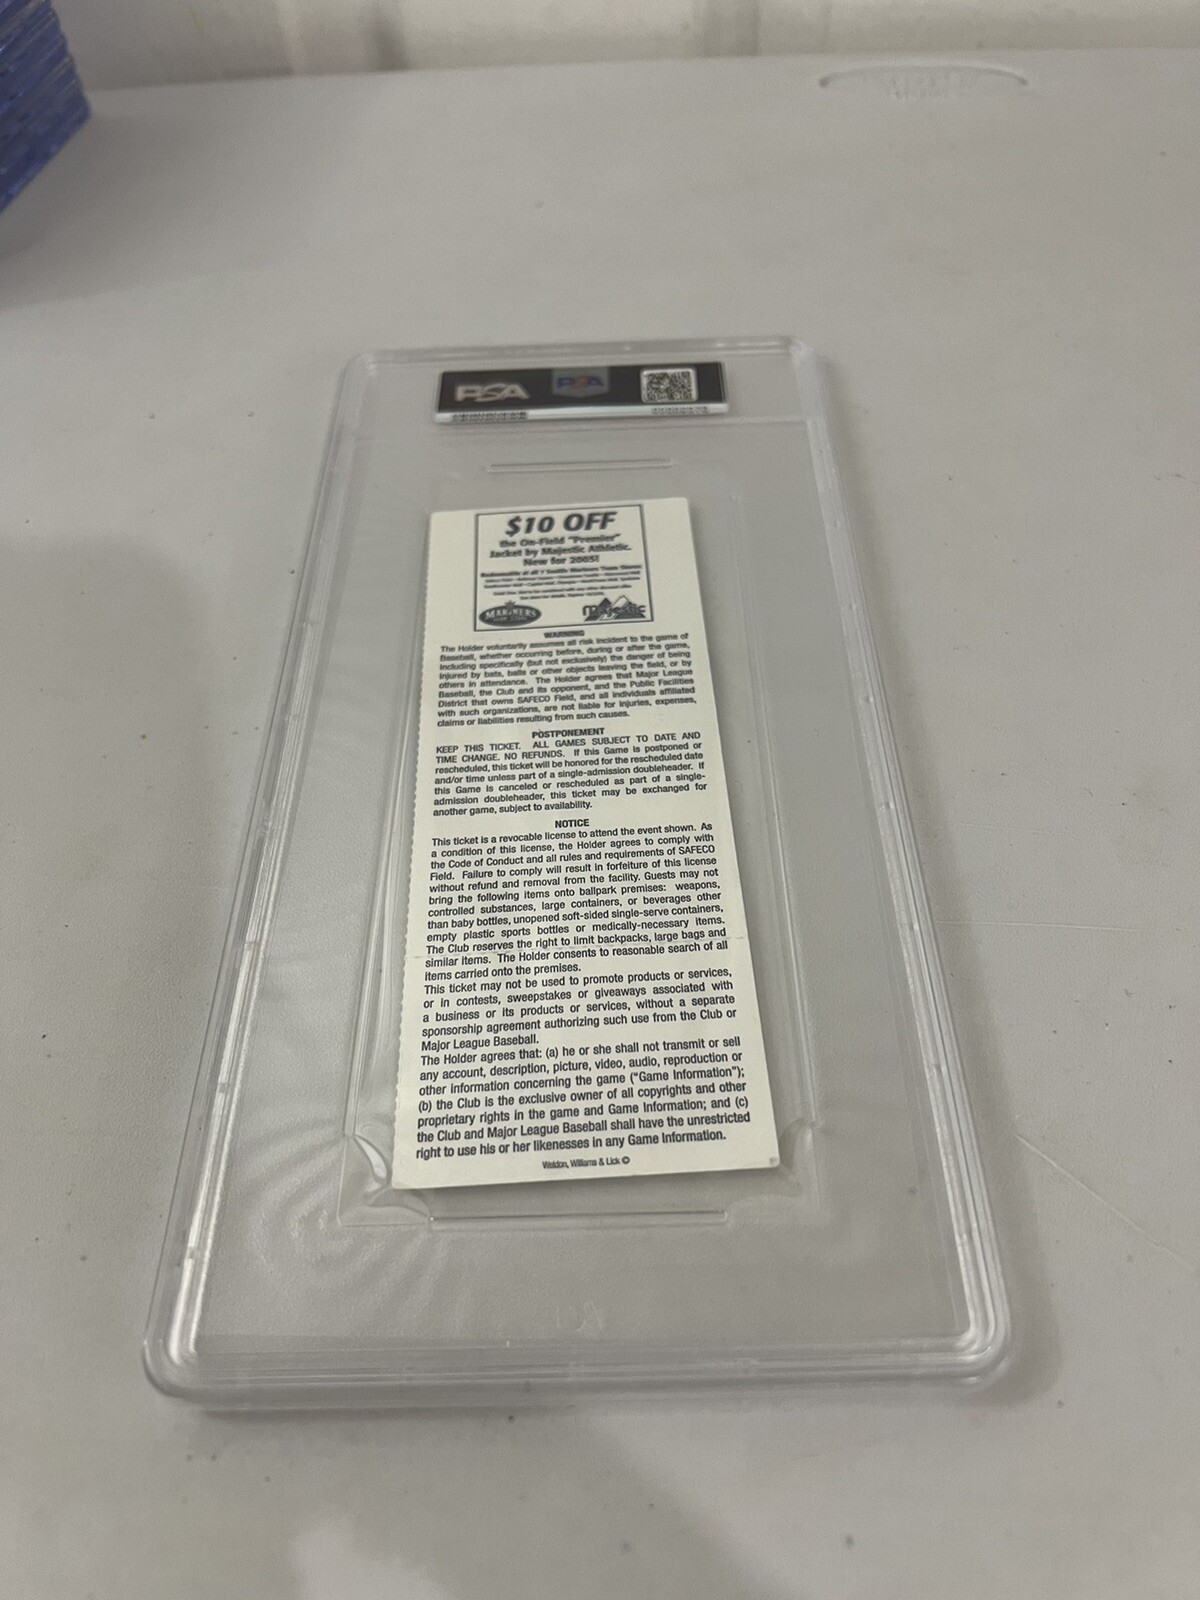 PSA
PSA
$10 OFF
the On-Field "Premier"
Jacket by Majestic Athletic.
New for 2005!
Redeemable at all 7 Seattle Mariners Team Stores:
MARINERS
Majestic
WARNING
The Holder voluntarily assumes all risk incident to the game of
Baseball, whether occurring before, during or after the game,
including specifically (but not exclusively) the danger of being
injured by bats, balls or other objects leaving the field, or by
others in attendance. The Holder agrees that Major League
Baseball, the Club and its opponent, and the Public Facilities
District that owns SAFECO Field, and all individuals affiliated
with such organizations, are not liable for injuries, expenses,
claims or liabilities resulting from such causes.
POSTPONEMENT
KEEP THIS TICKET. ALL GAMES SUBJECT TO DATE AND
TIME CHANGE. NO REFUNDS. If this Game is postponed or
rescheduled, this ticket will be honored for the rescheduled date
and/or time unless part of a single-admission doubleheader. If
this Game is canceled or rescheduled as part of a single-
admission doubleheader, this ticket may be exchanged for
another game, subject to availability.
NOTICE
This ticket is a revocable license to attend the event shown. As
a condition of this license, the Holder agrees to comply with
the Code of Conduct and all rules and requirements of SAFECO
Field. Failure to comply will result in forfeiture of this license
without refund and removal from the facility. Guests may not
bring the following items onto ballpark premises: weapons,
controlled substances, large containers, or beverages other
than baby bottles, unopened soft-sided single-serve containers,
empty plastic sports bottles or medically-necessary items.
The Club reserves the right to limit backpacks, large bags and
similar items. The Holder consents to reasonable search of all
items carried onto the premises.
This ticket may not be used to promote products or services,
or in contests, sweepstakes or giveaways associated with
a business or its products or services, without a separate
sponsorship agreement authorizing such use from the Club or
Major League Baseball.
The Holder agrees that: (a) he or she shall not transmit or sell
any account, description, picture, video, audio, reproduction or
other information concerning the game ("Game Information");
(b) the Club is the exclusive owner of all copyrights and other
proprietary rights in the game and Game Information; and (c)
the Club and Major League Baseball shall have the unrestricted
right to use his or her likenesses in any Game Information.
Weldon, Williams & Lick ©